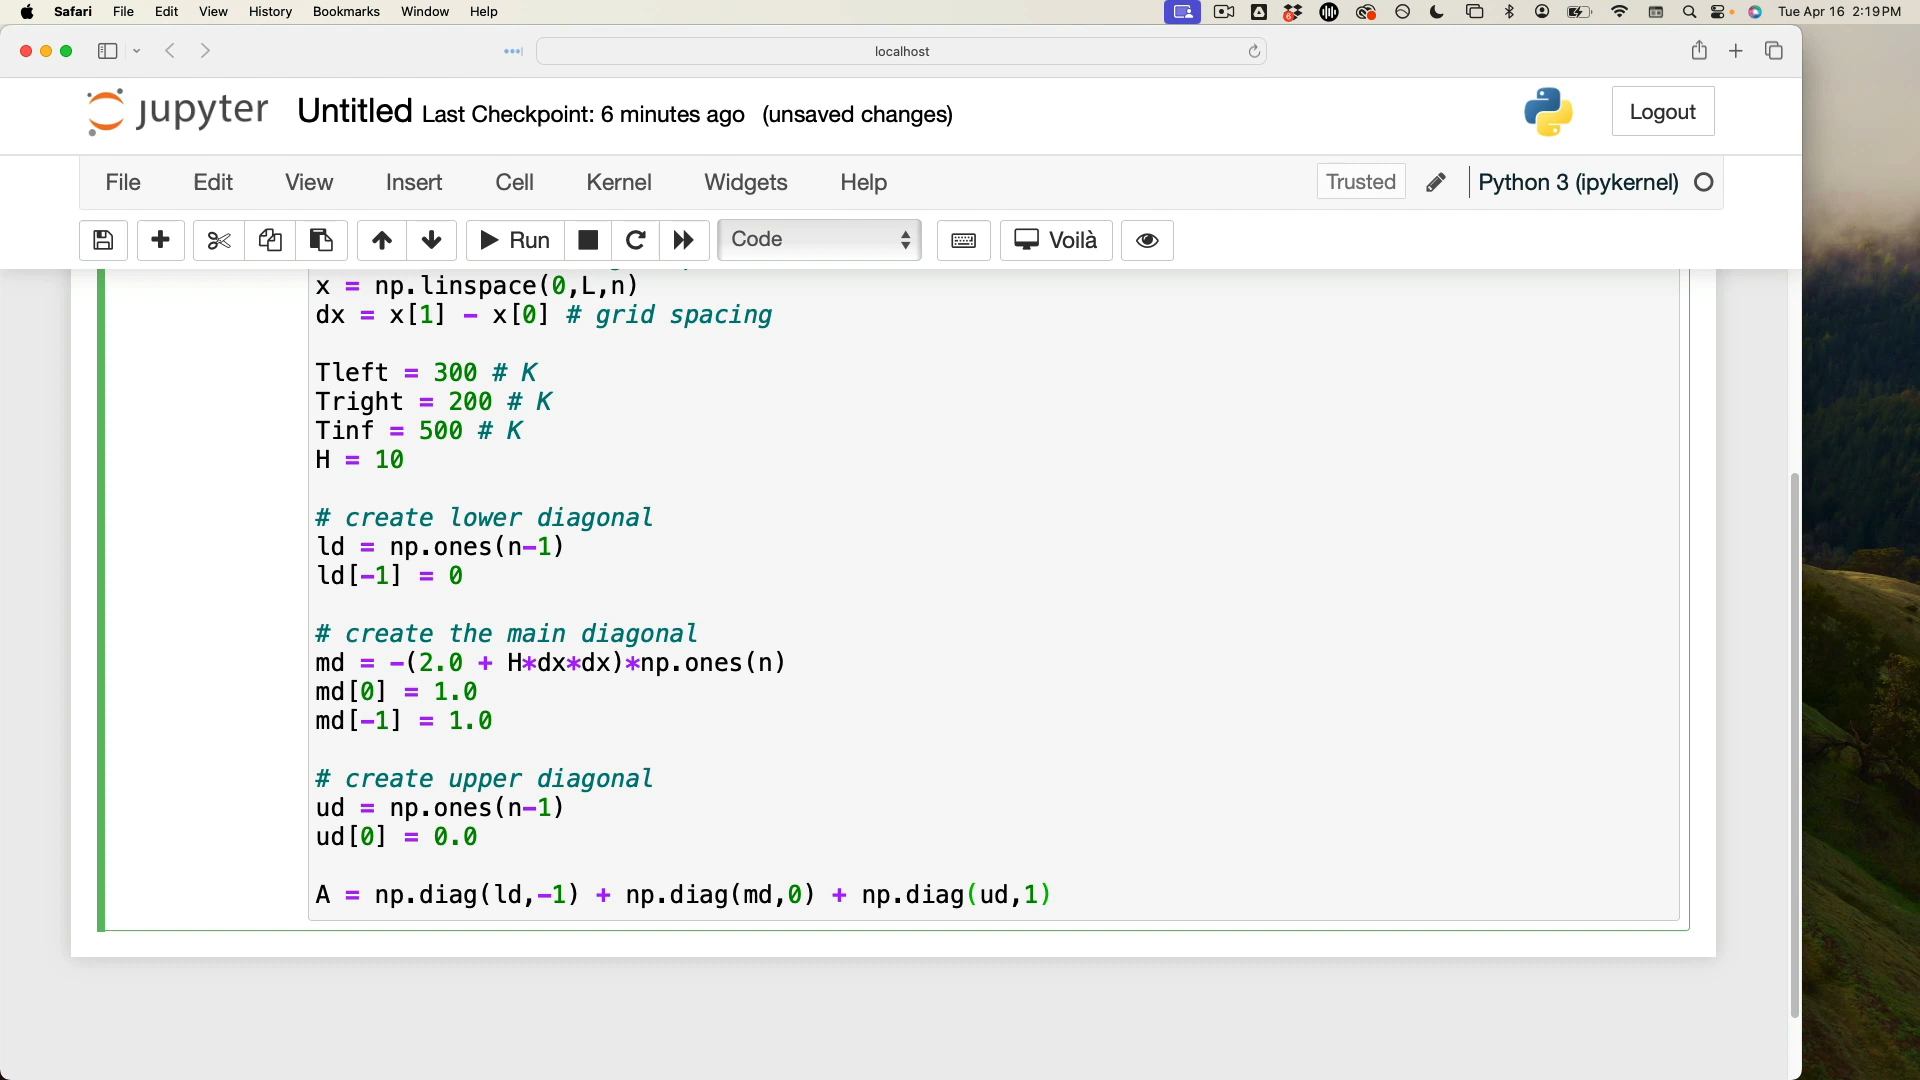 Safari File Edit View History Bookmarks Window Help Tue Apr 16 2:19 PM
localhost
jupyter Untitled Last Checkpoint: 6 minutes ago (unsaved changes) Logout
File Edit View Insert Cell Kernel Widgets Help Trusted Python 3 (ipykernel)
Run Code Voilà
x = np.linspace(0,L,n)
dx = x[1] - x[0] # grid spacing
Tleft = 300 # K
Tright = 200 # K
Tinf = 500 # K
H = 10
# create lower diagonal
ld = np.ones(n-1)
ld[-1] = 0
# create the main diagonal
md = -(2.0 + H*dx*dx)*np.ones(n)
md[0] = 1.0
md[-1] = 1.0
# create upper diagonal
ud = np.ones(n-1)
ud[0] = 0.0
A = np.diag(ld,-1) + np.diag(md,0) + np.diag(ud,1)